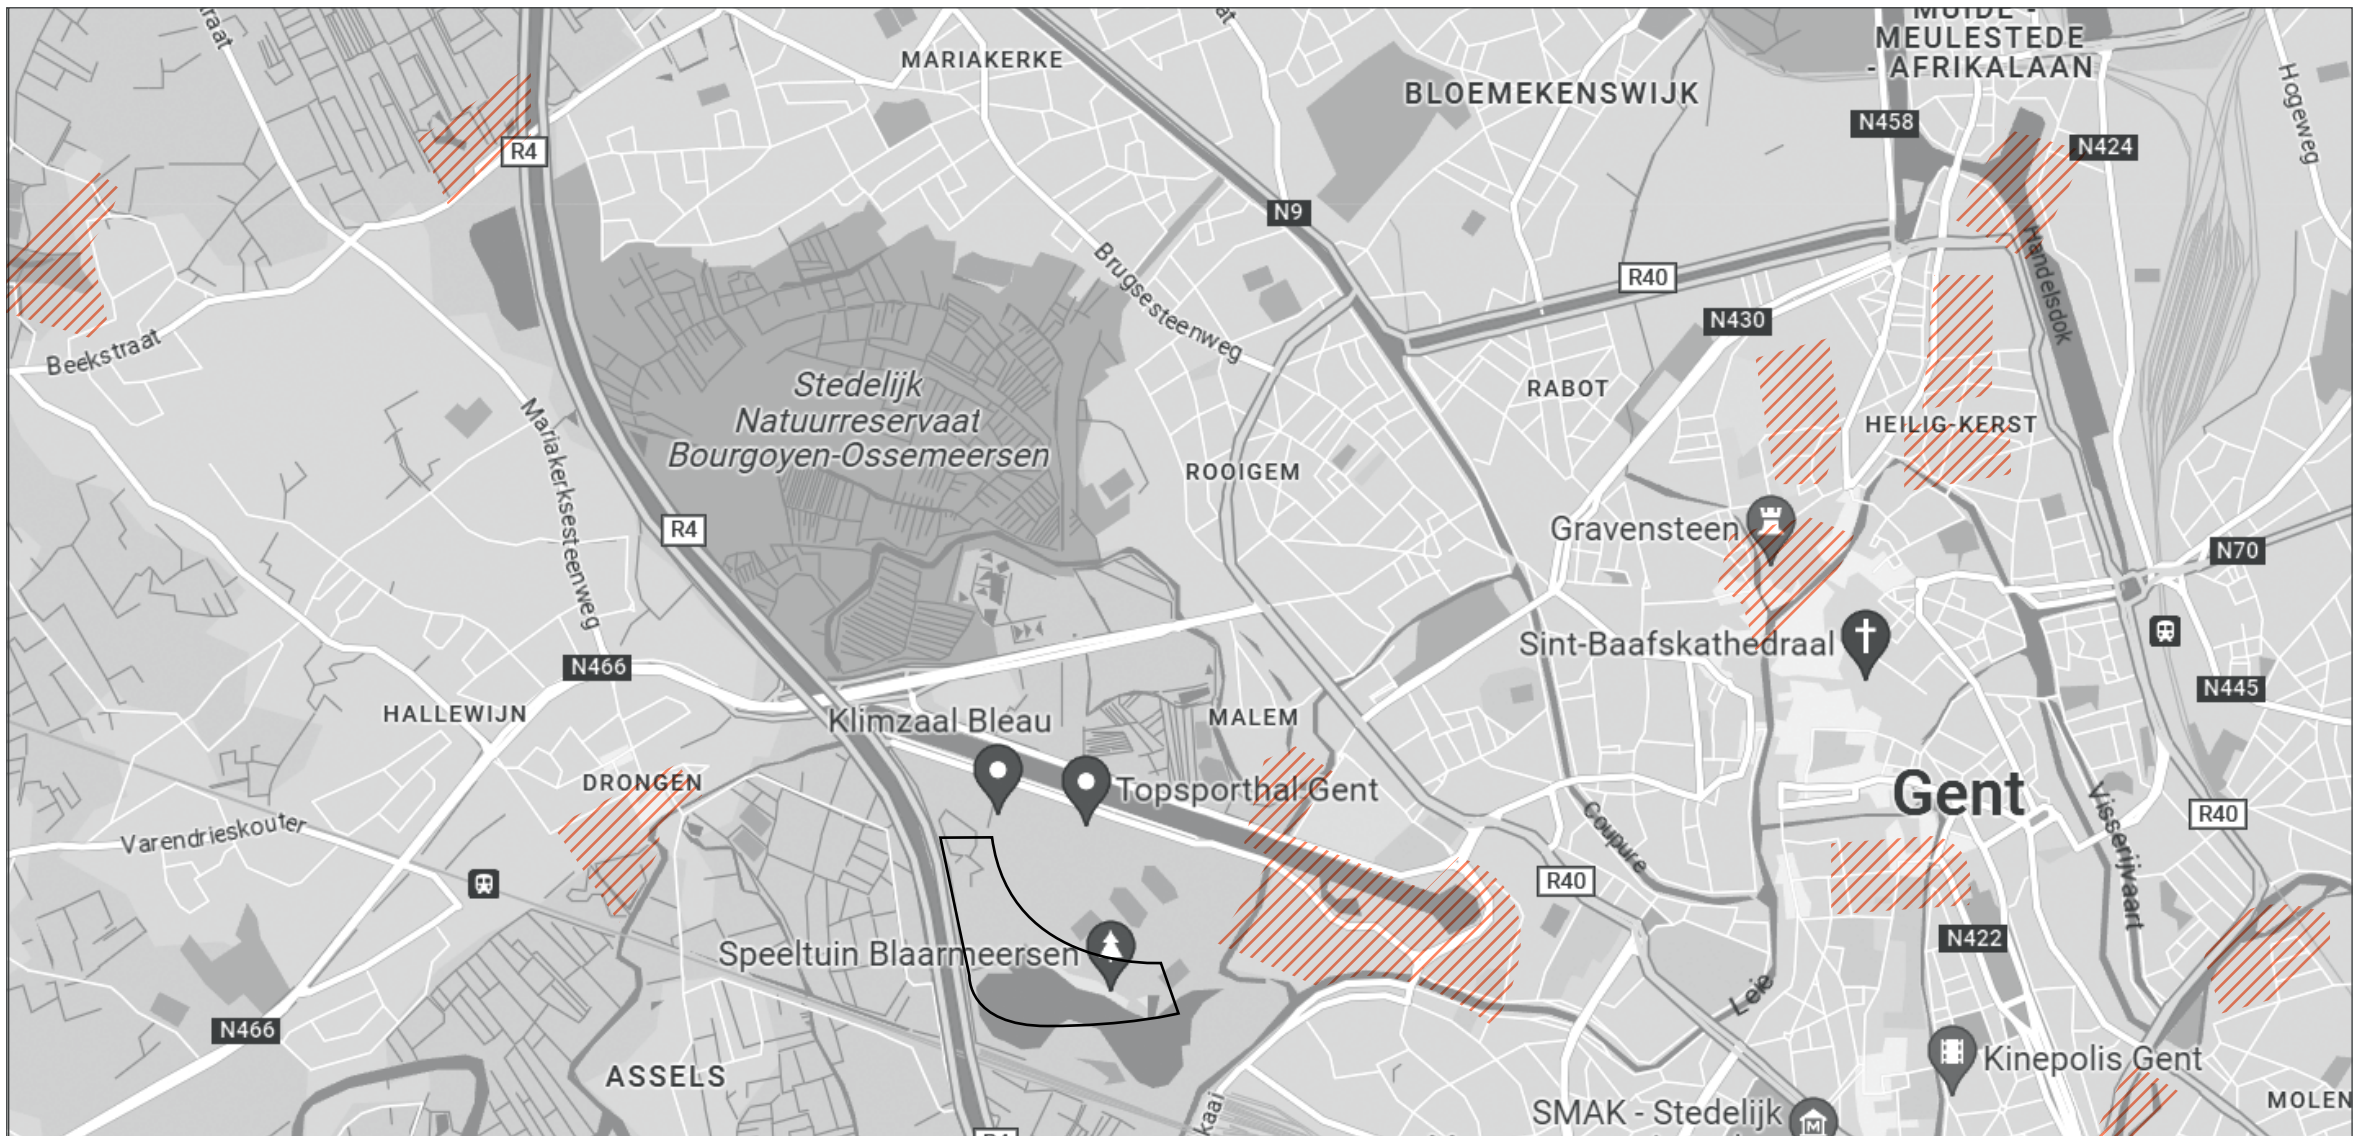 MUIDE -
MEULESTEDE
- AFRIKALAAN
MARIAKERKE
BLOEMEKENSWIJK
Hogeweg
N458
N424
R4
N9
Brugsesteenweg
R40
Handelsdok
N430
Beekstraat
Stedelijk
Natuurreservaat
Bourgoyen-Ossemeersen
RABOT
HEILIG-KERST
Mariakerksesteenweg
ROOIGEM
R4
Gravensteen
N70
Sint-Baafskathedraal
N466
N445
HALLEWIJN
Klimzaal Bleau
MALEM
DRONGEN
Topsporthal Gent
Gent
Varendrieskouter
Coupure
Visserijvaart
R40
R40
Speeltuin Blaarmeersen
N422
Leie
N466
Kinepolis Gent
ASSELS
MOLEN
SMAK - Stedelijk
M
kaai
R4